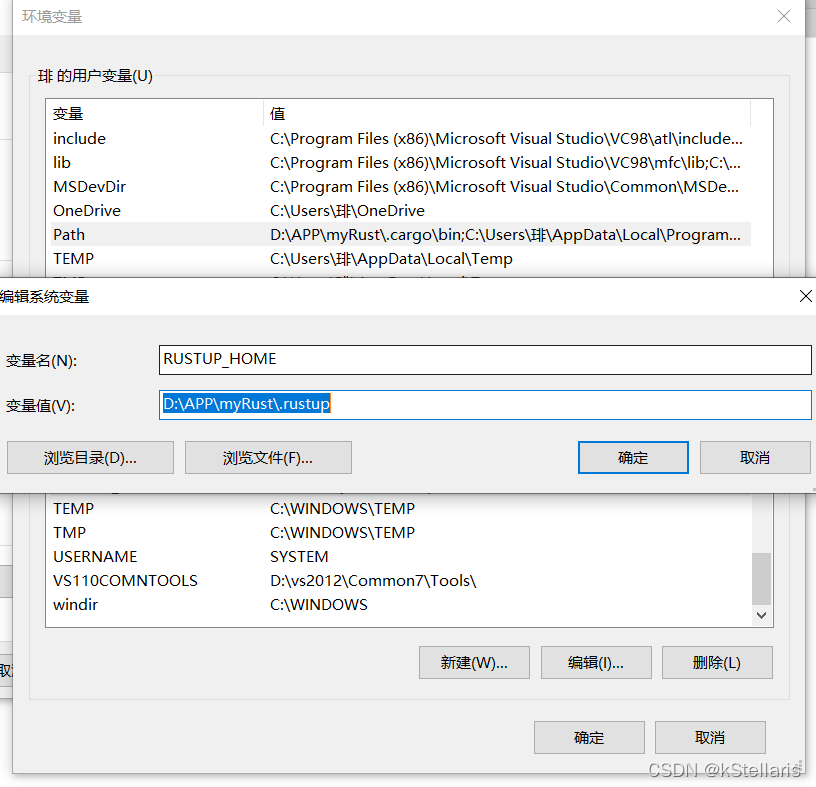 环境变量
琲 的用户变量(U)
变量 值
include C:\Program Files (x86)\Microsoft Visual Studio\VC98\atl\include...
lib C:\Program Files (x86)\Microsoft Visual Studio\VC98\mfc\lib;C:\...
MSDevDir C:\Program Files (x86)\Microsoft Visual Studio\Common\MSDe...
OneDrive C:\Users\琲\OneDrive
Path D:\APP\myRust\.cargo\bin;C:\Users\琲\AppData\Local\Program...
TEMP C:\Users\琲\AppData\Local\Temp
编辑系统变量
变量名(N): RUSTUP_HOME
变量值(V): D:\APP\myRust\.rustup
浏览目录(D)... 浏览文件(F)... 确定 取消
TEMP C:\WINDOWS\TEMP
TMP C:\WINDOWS\TEMP
USERNAME SYSTEM
VS110COMNTOOLS D:\vs2012\Common7\Tools\
windir C:\WINDOWS
新建(W)... 编辑(I)... 删除(L)
确定 取消
CSDN @kStellaris